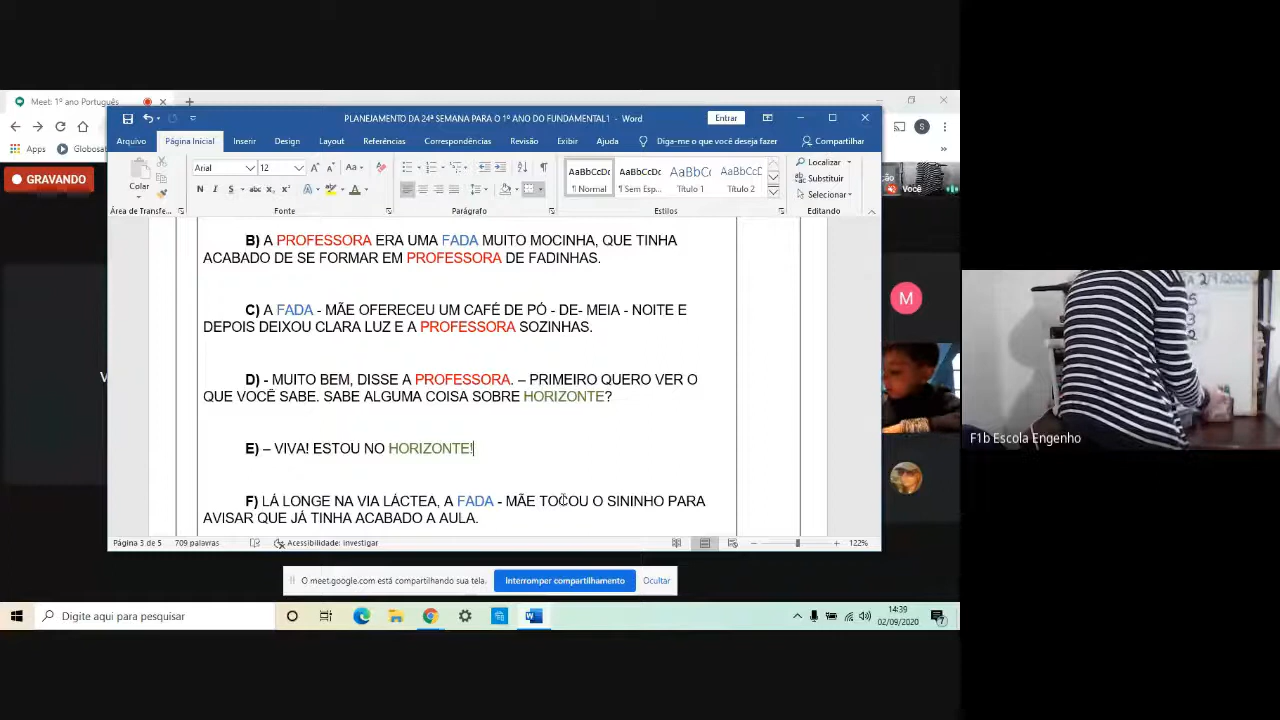 Meet: 1º ano Português
PLANEJAMENTO DA 24ª SEMANA PARA O 1º ANO DO FUNDAMENTAL1 - Word
Entrar
Arquivo Página Inicial Inserir Design Layout Referências Correspondências Revisão Exibir Ajuda Diga-me o que você deseja fazer Compartilhar
Apps Globosat
GRAVANDO
Colar
Arial 12
AaBbCcDc AaBbCcDc AaBbCc AaBbCcD
¶ Normal ¶ Sem Esp... Título 1 Título 2
Localizar
Substituir
Selecionar
Área de Transfe... Fonte Parágrafo Estilos Editando
Você
B) A PROFESSORA ERA UMA FADA MUITO MOCINHA, QUE TINHA
ACABADO DE SE FORMAR EM PROFESSORA DE FADINHAS.
C) A FADA - MÃE OFERECEU UM CAFÉ DE PÓ - DE- MEIA - NOITE E
DEPOIS DEIXOU CLARA LUZ E A PROFESSORA SOZINHAS.
D) - MUITO BEM, DISSE A PROFESSORA. – PRIMEIRO QUERO VER O
QUE VOCÊ SABE. SABE ALGUMA COISA SOBRE HORIZONTE?
E) – VIVA! ESTOU NO HORIZONTE!
F) LÁ LONGE NA VIA LÁCTEA, A FADA - MÃE TOCOU O SININHO PARA
AVISAR QUE JÁ TINHA ACABADO A AULA.
M
F1b Escola Engenho
Página 3 de 5 709 palavras Acessibilidade: investigar 122%
O meet.google.com está compartilhando sua tela. Interromper compartilhamento Ocultar
Digite aqui para pesquisar
14:39
02/09/2020